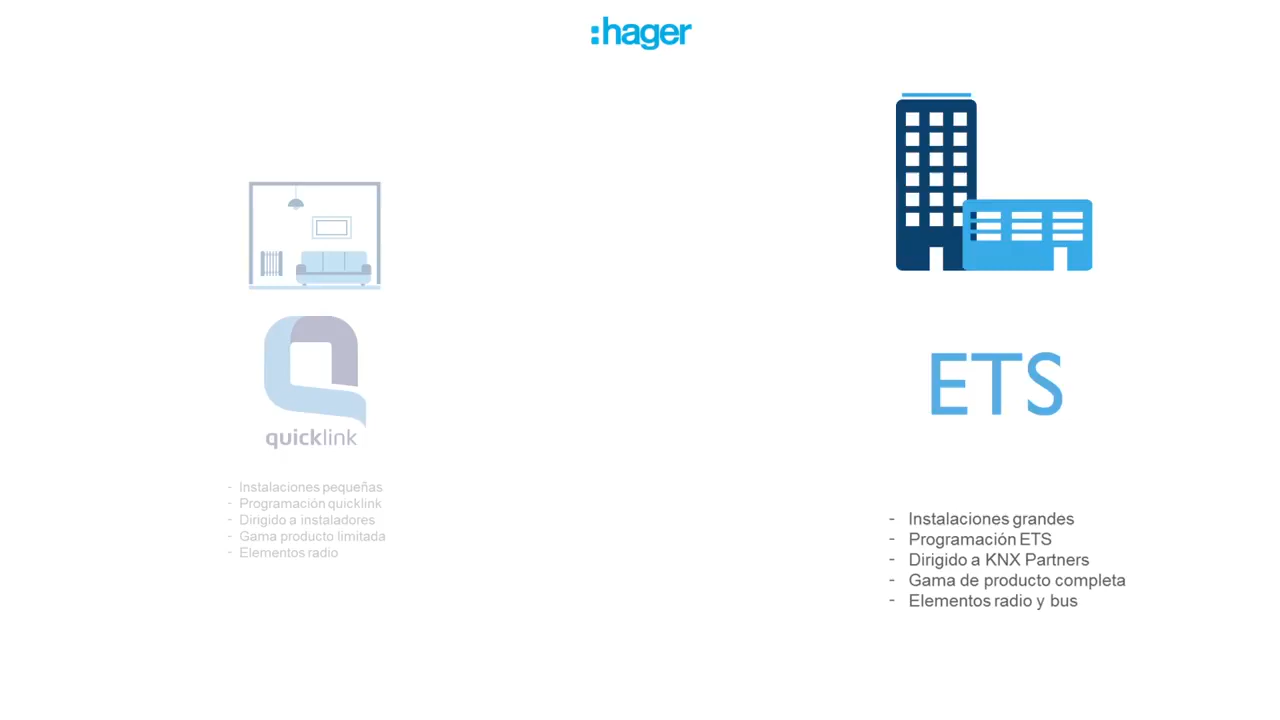 :hager
quicklink
- Instalaciones pequeñas
- Programación quicklink
- Dirigido a instaladores
- Gama producto limitada
- Elementos radio
ETS
- Instalaciones grandes
- Programación ETS
- Dirigido a KNX Partners
- Gama de producto completa
- Elementos radio y bus